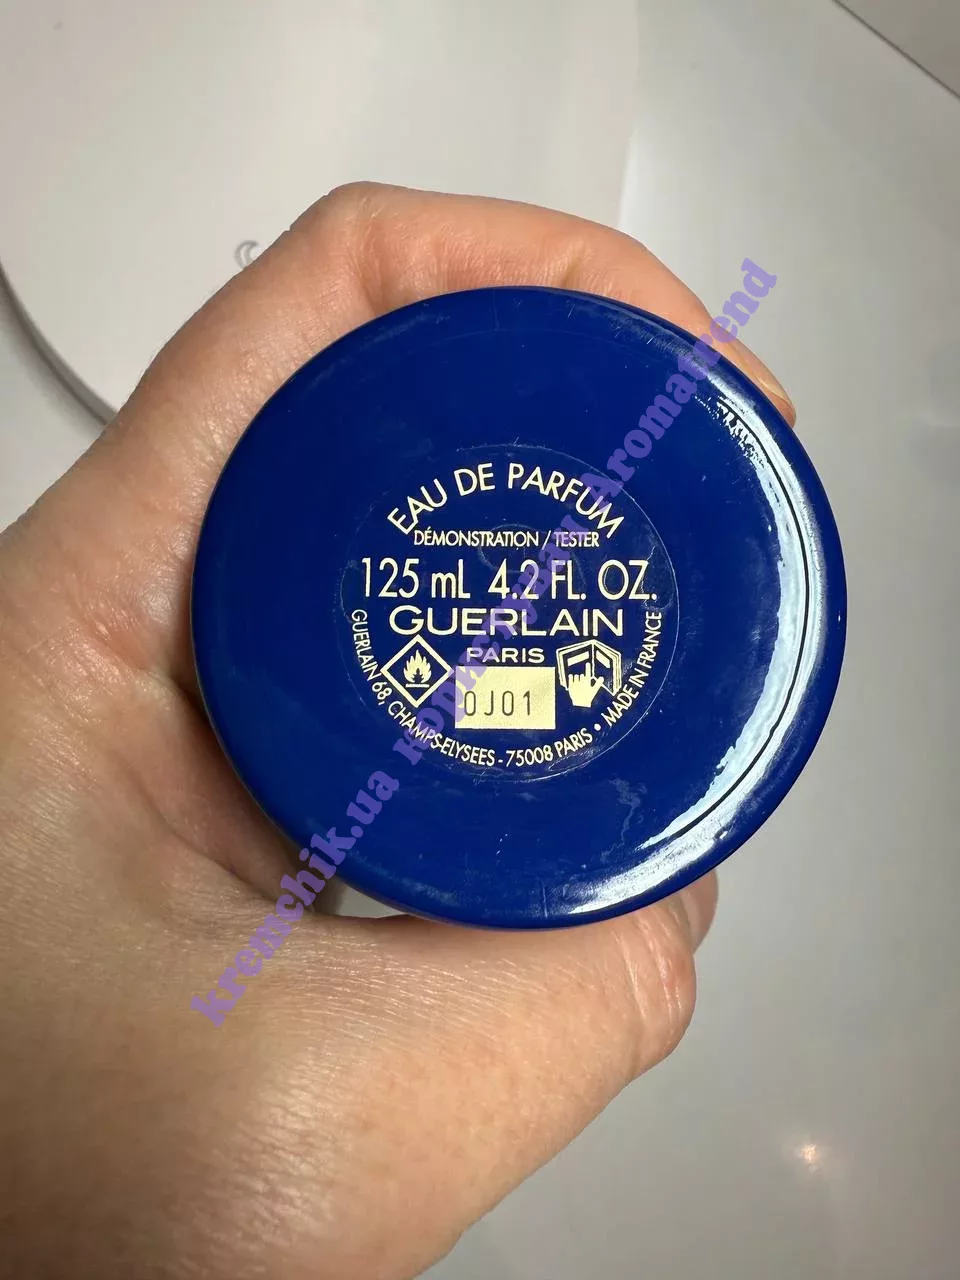 EAU DE PARFUM
DÉMONSTRATION / TESTER
125 mL 4.2 FL. OZ.
GUERLAIN
PARIS
0J01
GUERLAIN 68, CHAMPS-ELYSEES - 75008 PARIS • MADE IN FRANCE
kremchik.ua Aromatrend